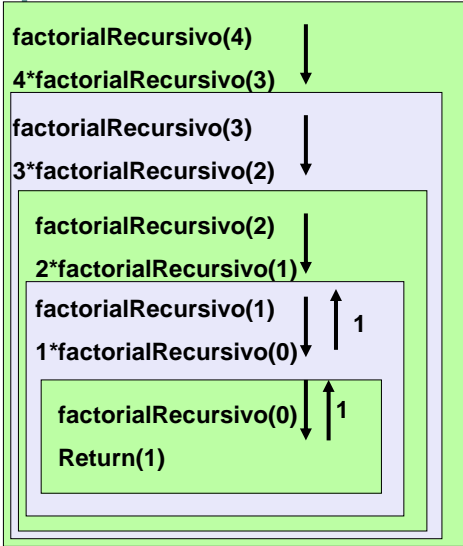 factorialRecursivo(4)
4*factorialRecursivo(3)
factorialRecursivo(3)
3*factorialRecursivo(2)
factorialRecursivo(2)
2*factorialRecursivo(1)
factorialRecursivo(1)
1
1*factorialRecursivo(0)
factorialRecursivo(0)
1
Return(1)